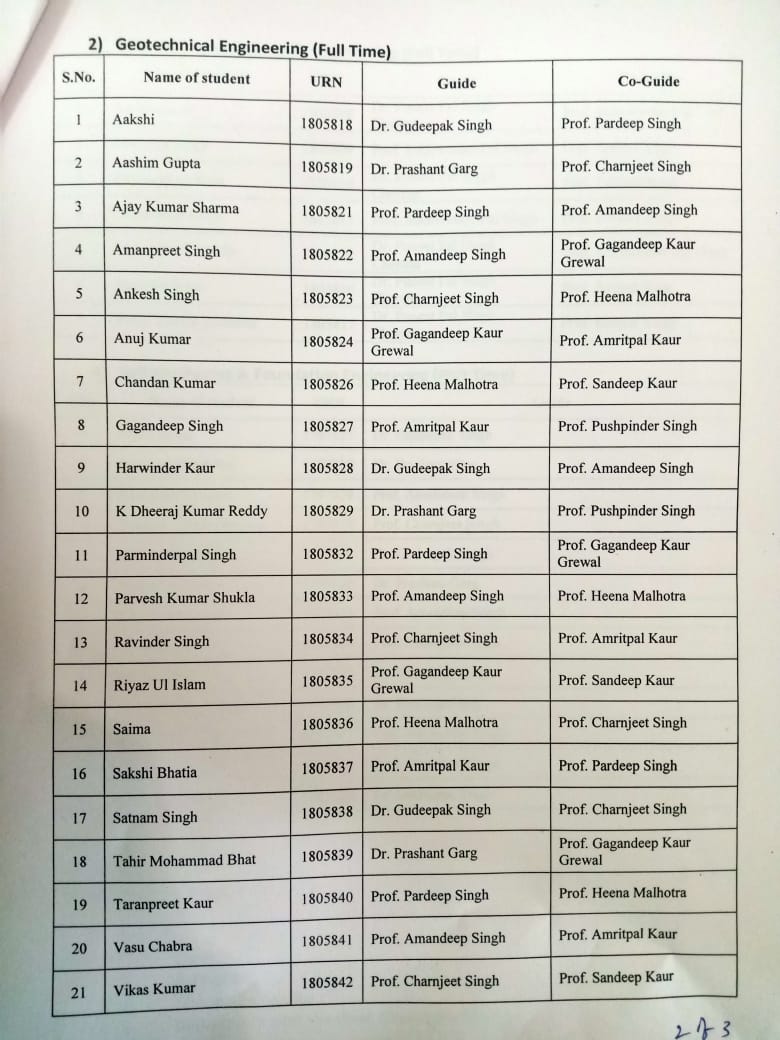 2) Geotechnical Engineering (Full Time)
S.No. Name of student URN Guide Co-Guide
1 Aakshi 1805818 Dr. Gudeepak Singh Prof. Pardeep Singh
2 Aashim Gupta 1805819 Dr. Prashant Garg Prof. Charnjeet Singh
3 Ajay Kumar Sharma 1805821 Prof. Pardeep Singh Prof. Amandeep Singh
4 Amanpreet Singh 1805822 Prof. Amandeep Singh Prof. Gagandeep Kaur
Grewal
5 Ankesh Singh 1805823 Prof. Charnjeet Singh Prof. Heena Malhotra
6 Anuj Kumar 1805824 Prof. Gagandeep Kaur
Grewal Prof. Amritpal Kaur
7 Chandan Kumar 1805826 Prof. Heena Malhotra Prof. Sandeep Kaur
8 Gagandeep Singh 1805827 Prof. Amritpal Kaur Prof. Pushpinder Singh
9 Harwinder Kaur 1805828 Dr. Gudeepak Singh Prof. Amandeep Singh
10 K Dheeraj Kumar Reddy 1805829 Dr. Prashant Garg Prof. Pushpinder Singh
11 Parminderpal Singh 1805832 Prof. Pardeep Singh Prof. Gagandeep Kaur
Grewal
12 Parvesh Kumar Shukla 1805833 Prof. Amandeep Singh Prof. Heena Malhotra
13 Ravinder Singh 1805834 Prof. Charnjeet Singh Prof. Amritpal Kaur
14 Riyaz Ul Islam 1805835 Prof. Gagandeep Kaur
Grewal Prof. Sandeep Kaur
15 Saima 1805836 Prof. Heena Malhotra Prof. Charnjeet Singh
16 Sakshi Bhatia 1805837 Prof. Amritpal Kaur Prof. Pardeep Singh
17 Satnam Singh 1805838 Dr. Gudeepak Singh Prof. Charnjeet Singh
18 Tahir Mohammad Bhat 1805839 Dr. Prashant Garg Prof. Gagandeep Kaur
Grewal
19 Taranpreet Kaur 1805840 Prof. Pardeep Singh Prof. Heena Malhotra
20 Vasu Chabra 1805841 Prof. Amandeep Singh Prof. Amritpal Kaur
21 Vikas Kumar 1805842 Prof. Charnjeet Singh Prof. Sandeep Kaur
2 of 3